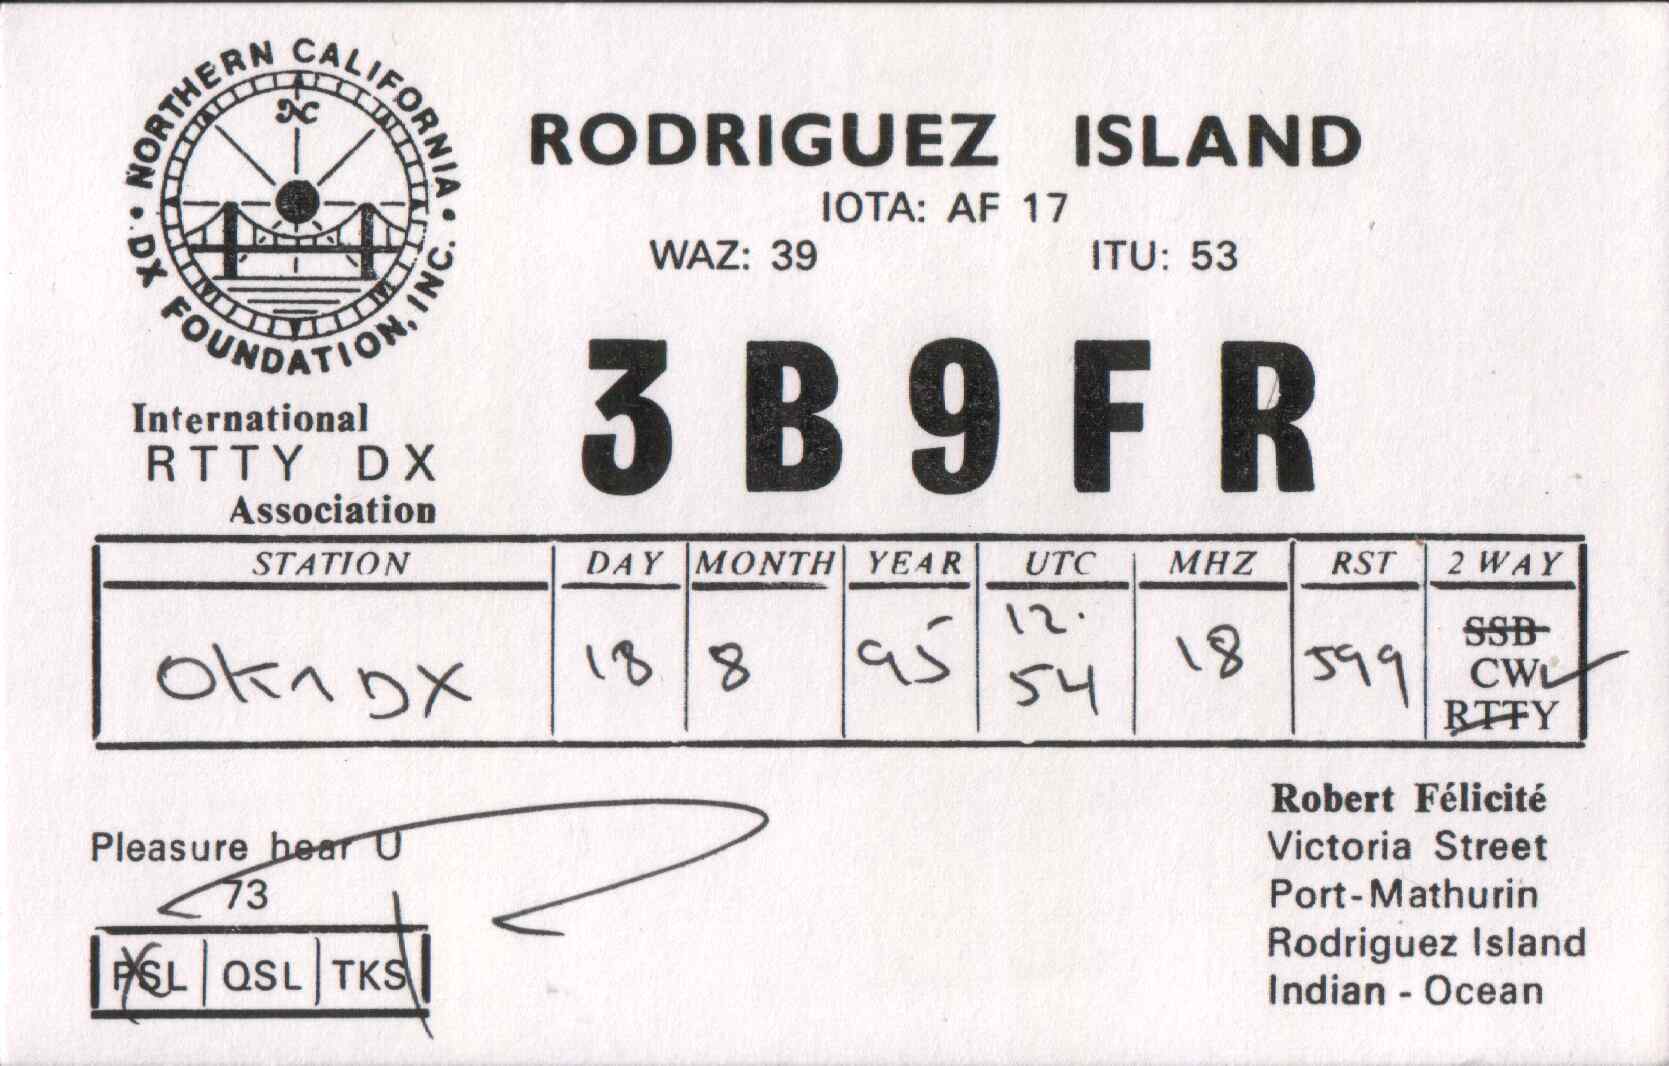 NORTHERN CALIFORNIA
• DX FOUNDATION, INC. •
NC
International
RTTY DX
Association
RODRIGUEZ ISLAND
IOTA: AF 17
WAZ: 39 ITU: 53
3B9FR
STATION DAY MONTH YEAR UTC MHZ RST 2 WAY
OK1DX 18 8 95 12.54 18 599
SSB
CW
RTTY
Pleasure hear U
73
PSL QSL TKS
Robert Félicité
Victoria Street
Port-Mathurin
Rodriguez Island
Indian - Ocean